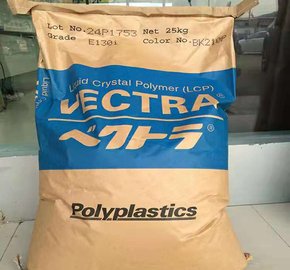 Lot No. 24P1753 Net 25kg
Grade E130i Color No. BK210P
Liquid Crystal Polymer (LCP)
VECTRA®
ベクトラ®
Polyplastics